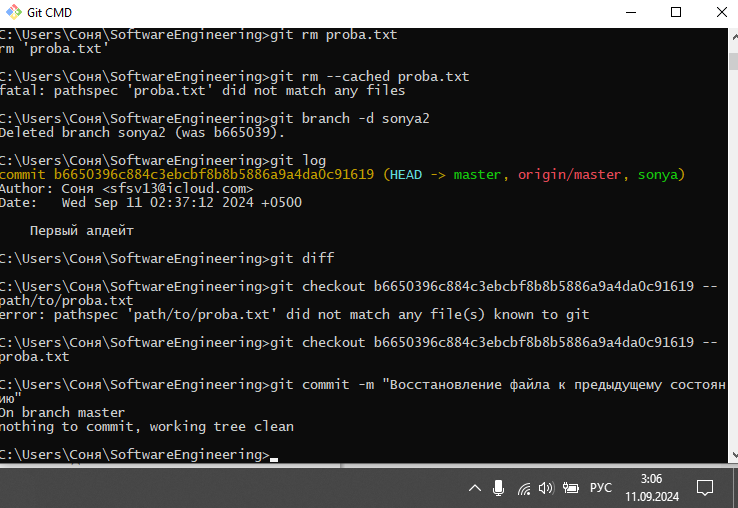 Git CMD
C:\Users\Соня\SoftwareEngineering>git rm proba.txt
rm 'proba.txt'
C:\Users\Соня\SoftwareEngineering>git rm --cached proba.txt
fatal: pathspec 'proba.txt' did not match any files
C:\Users\Соня\SoftwareEngineering>git branch -d sonya2
Deleted branch sonya2 (was b665039).
C:\Users\Соня\SoftwareEngineering>git log
commit b6650396c884c3ebcbf8b8b5886a9a4da0c91619 (HEAD -> master, origin/master, sonya)
Author: Соня <sfsv13@icloud.com>
Date:   Wed Sep 11 02:37:12 2024 +0500
Первый апдейт
C:\Users\Соня\SoftwareEngineering>git diff
C:\Users\Соня\SoftwareEngineering>git checkout b6650396c884c3ebcbf8b8b5886a9a4da0c91619 --
path/to/proba.txt
error: pathspec 'path/to/proba.txt' did not match any file(s) known to git
C:\Users\Соня\SoftwareEngineering>git checkout b6650396c884c3ebcbf8b8b5886a9a4da0c91619 --
proba.txt
C:\Users\Соня\SoftwareEngineering>git commit -m "Восстановление файла к предыдущему состоян
ию"
On branch master
nothing to commit, working tree clean
C:\Users\Соня\SoftwareEngineering>
РУС
3:06
11.09.2024